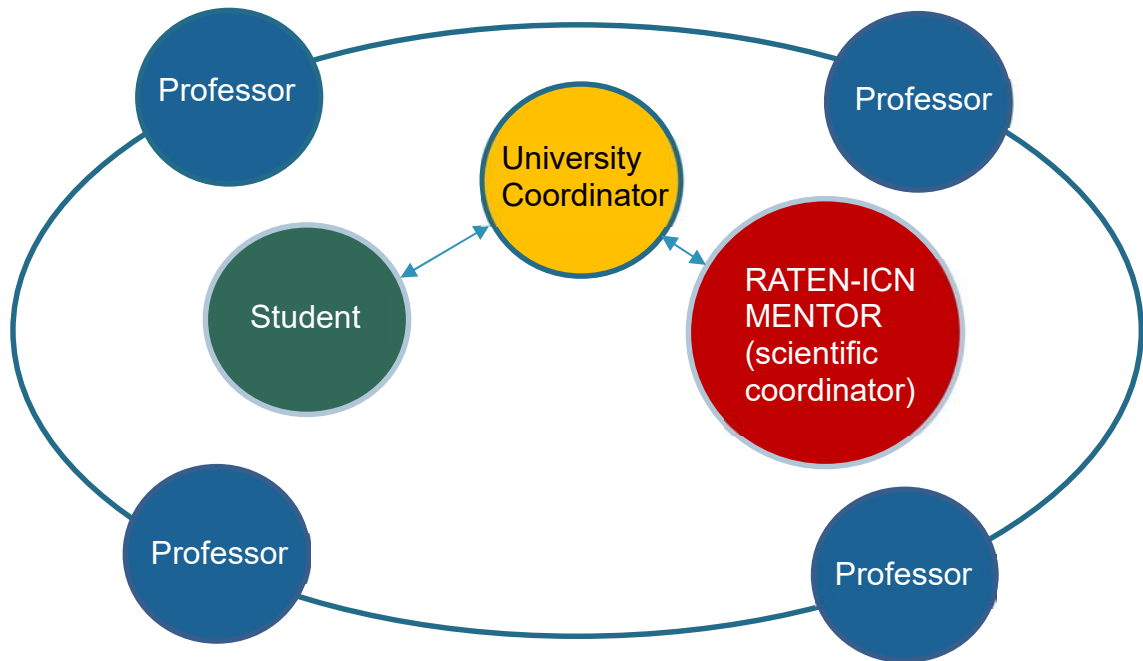 Professor
Professor
University
Coordinator
Student
RATEN-ICN
MENTOR
(scientific
coordinator)
Professor
Professor